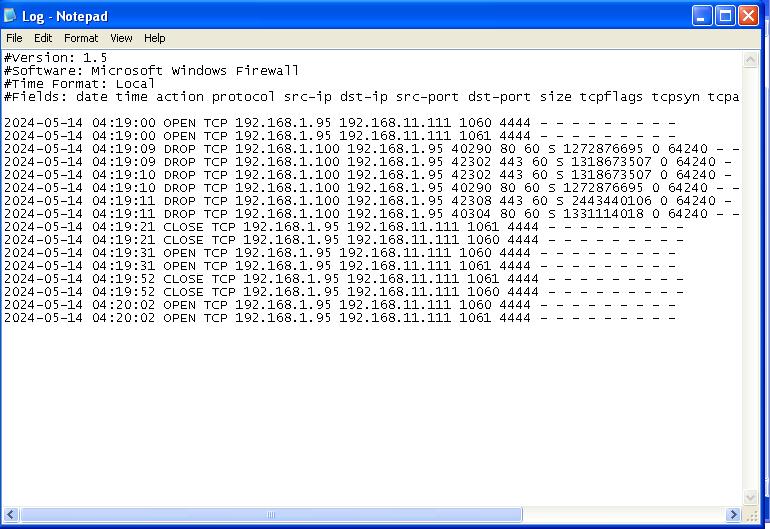 Log - Notepad
File Edit Format View Help
#Version: 1.5
#Software: Microsoft Windows Firewall
#Time Format: Local
#Fields: date time action protocol src-ip dst-ip src-port dst-port size tcpflags tcpsyn tcpa
2024-05-14 04:19:00 OPEN TCP 192.168.1.95 192.168.11.111 1060 4444 - - - - - - - - -
2024-05-14 04:19:00 OPEN TCP 192.168.1.95 192.168.11.111 1061 4444 - - - - - - - - -
2024-05-14 04:19:09 DROP TCP 192.168.1.100 192.168.1.95 40290 80 60 S 1272876695 0 64240 - -
2024-05-14 04:19:09 DROP TCP 192.168.1.100 192.168.1.95 42302 443 60 S 1318673507 0 64240 -
2024-05-14 04:19:10 DROP TCP 192.168.1.100 192.168.1.95 42302 443 60 S 1318673507 0 64240 -
2024-05-14 04:19:10 DROP TCP 192.168.1.100 192.168.1.95 40290 80 60 S 1272876695 0 64240 - -
2024-05-14 04:19:11 DROP TCP 192.168.1.100 192.168.1.95 42308 443 60 S 2443440106 0 64240 -
2024-05-14 04:19:11 DROP TCP 192.168.1.100 192.168.1.95 40304 80 60 S 1331114018 0 64240 - -
2024-05-14 04:19:21 CLOSE TCP 192.168.1.95 192.168.11.111 1061 4444 - - - - - - - - -
2024-05-14 04:19:21 CLOSE TCP 192.168.1.95 192.168.11.111 1060 4444 - - - - - - - - -
2024-05-14 04:19:31 OPEN TCP 192.168.1.95 192.168.11.111 1060 4444 - - - - - - - - -
2024-05-14 04:19:31 OPEN TCP 192.168.1.95 192.168.11.111 1061 4444 - - - - - - - - -
2024-05-14 04:19:52 CLOSE TCP 192.168.1.95 192.168.11.111 1061 4444 - - - - - - - - -
2024-05-14 04:19:52 CLOSE TCP 192.168.1.95 192.168.11.111 1060 4444 - - - - - - - - -
2024-05-14 04:20:02 OPEN TCP 192.168.1.95 192.168.11.111 1060 4444 - - - - - - - - -
2024-05-14 04:20:02 OPEN TCP 192.168.1.95 192.168.11.111 1061 4444 - - - - - - - - -